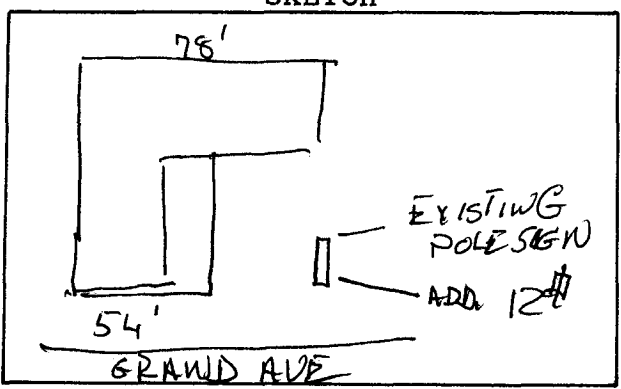 SKETCH
78'
EXISTING
POLE SIGN
ADD. 12#
54'
GRAND AVE